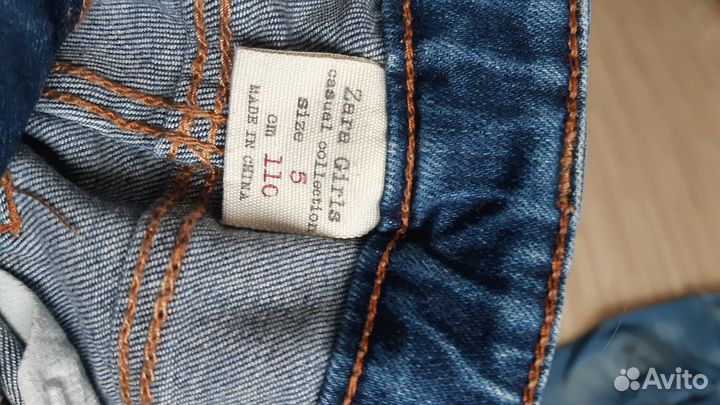 Zara Girls
casual collection
size 5
cm 110
MADE IN CHINA
Avito